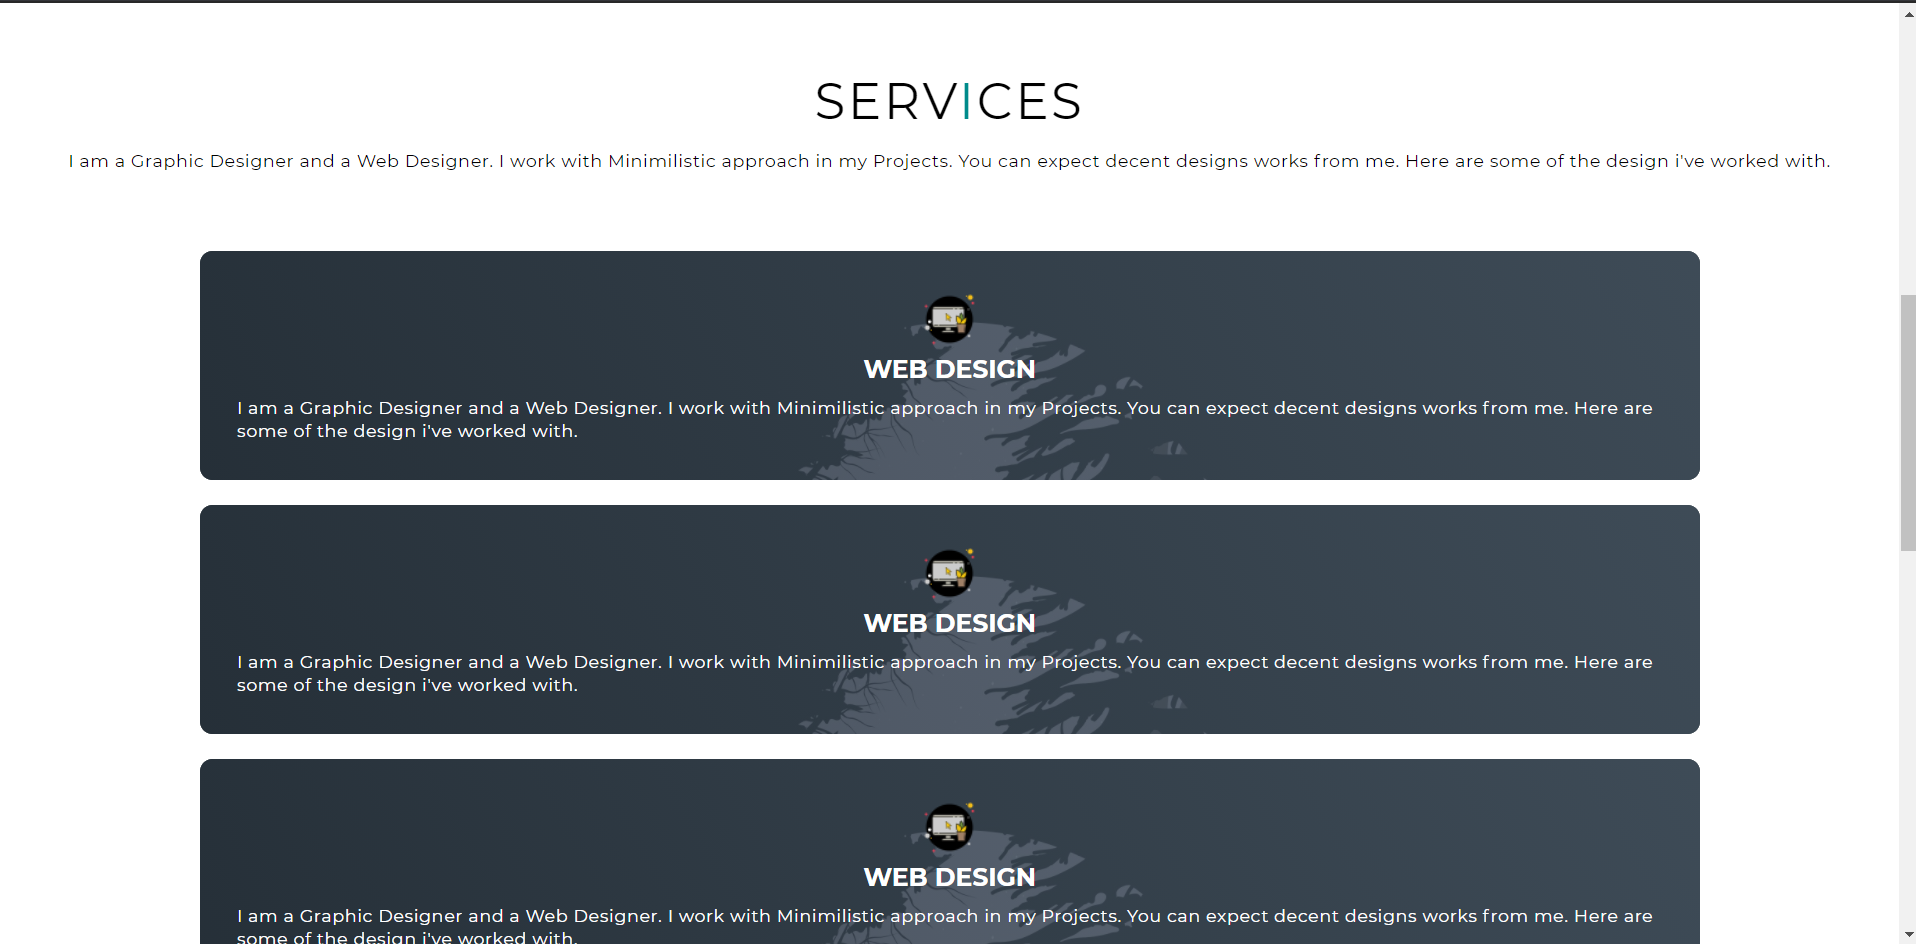 SERVICES
I am a Graphic Designer and a Web Designer. I work with Minimilistic approach in my Projects. You can expect decent designs works from me. Here are some of the design i've worked with.
WEB DESIGN
I am a Graphic Designer and a Web Designer. I work with Minimilistic approach in my Projects. You can expect decent designs works from me. Here are
some of the design i've worked with.
WEB DESIGN
I am a Graphic Designer and a Web Designer. I work with Minimilistic approach in my Projects. You can expect decent designs works from me. Here are
some of the design i've worked with.
WEB DESIGN
I am a Graphic Designer and a Web Designer. I work with Minimilistic approach in my Projects. You can expect decent designs works from me. Here are
some of the design i've worked with.